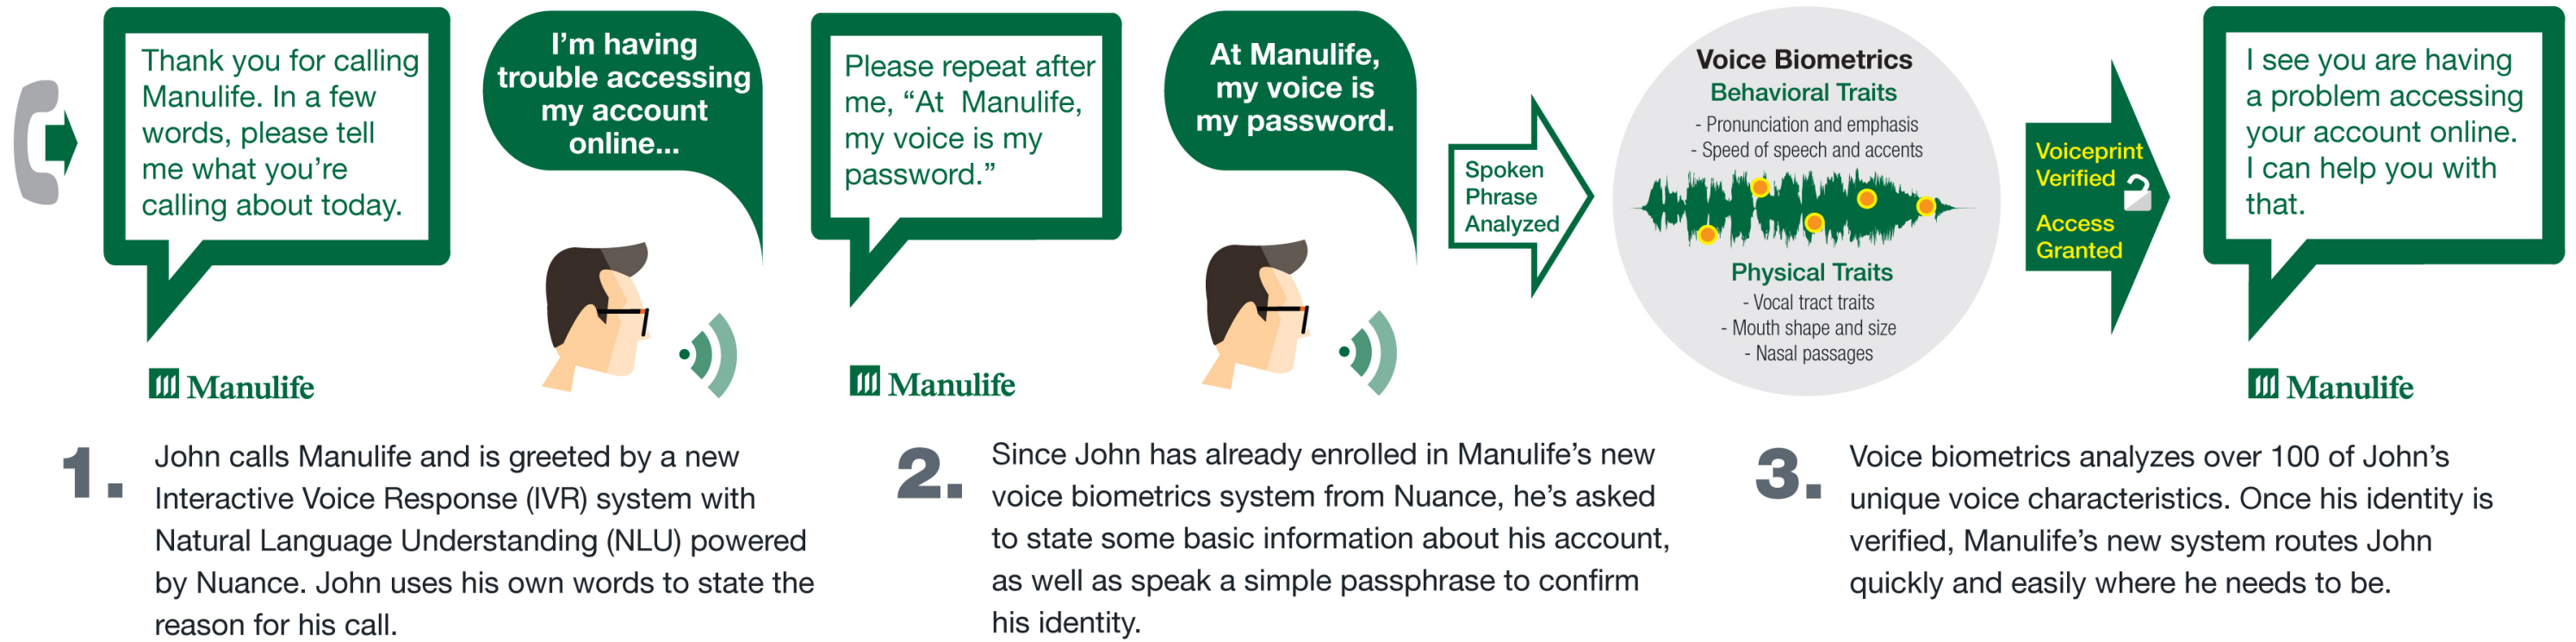 Thank you for calling
Manulife. In a few
words, please tell
me what you’re
calling about today.
Manulife
I’m having
trouble accessing
my account
online...
Please repeat after
me, “At Manulife,
my voice is my
password.”
Manulife
At Manulife,
my voice is
my password.
Spoken
Phrase
Analyzed
Voice Biometrics
Behavioral Traits
- Pronunciation and emphasis
- Speed of speech and accents
Physical Traits
- Vocal tract traits
- Mouth shape and size
- Nasal passages
Voiceprint
Verified
Access
Granted
I see you are having
a problem accessing
your account online.
I can help you with
that.
Manulife
1. John calls Manulife and is greeted by a new
Interactive Voice Response (IVR) system with
Natural Language Understanding (NLU) powered
by Nuance. John uses his own words to state the
reason for his call.
2. Since John has already enrolled in Manulife’s new
voice biometrics system from Nuance, he’s asked
to state some basic information about his account,
as well as speak a simple passphrase to confirm
his identity.
3. Voice biometrics analyzes over 100 of John’s
unique voice characteristics. Once his identity is
verified, Manulife’s new system routes John
quickly and easily where he needs to be.